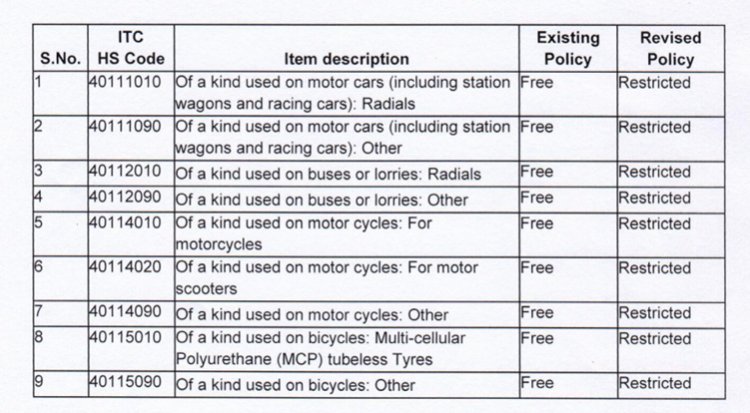 S.No. ITC HS Code Item description Existing Policy Revised Policy
1 40111010 Of a kind used on motor cars (including station Free Restricted
wagons and racing cars): Radials
2 40111090 Of a kind used on motor cars (including station Free Restricted
wagons and racing cars): Other
3 40112010 Of a kind used on buses or lorries: Radials Free Restricted
4 40112090 Of a kind used on buses or lorries: Other Free Restricted
5 40114010 Of a kind used on motor cycles: For Free Restricted
motorcycles
6 40114020 Of a kind used on motor cycles: For motor Free Restricted
scooters
7 40114090 Of a kind used on motor cycles: Other Free Restricted
8 40115010 Of a kind used on bicycles: Multi-cellular Free Restricted
Polyurethane (MCP) tubeless Tyres
9 40115090 Of a kind used on bicycles: Other Free Restricted